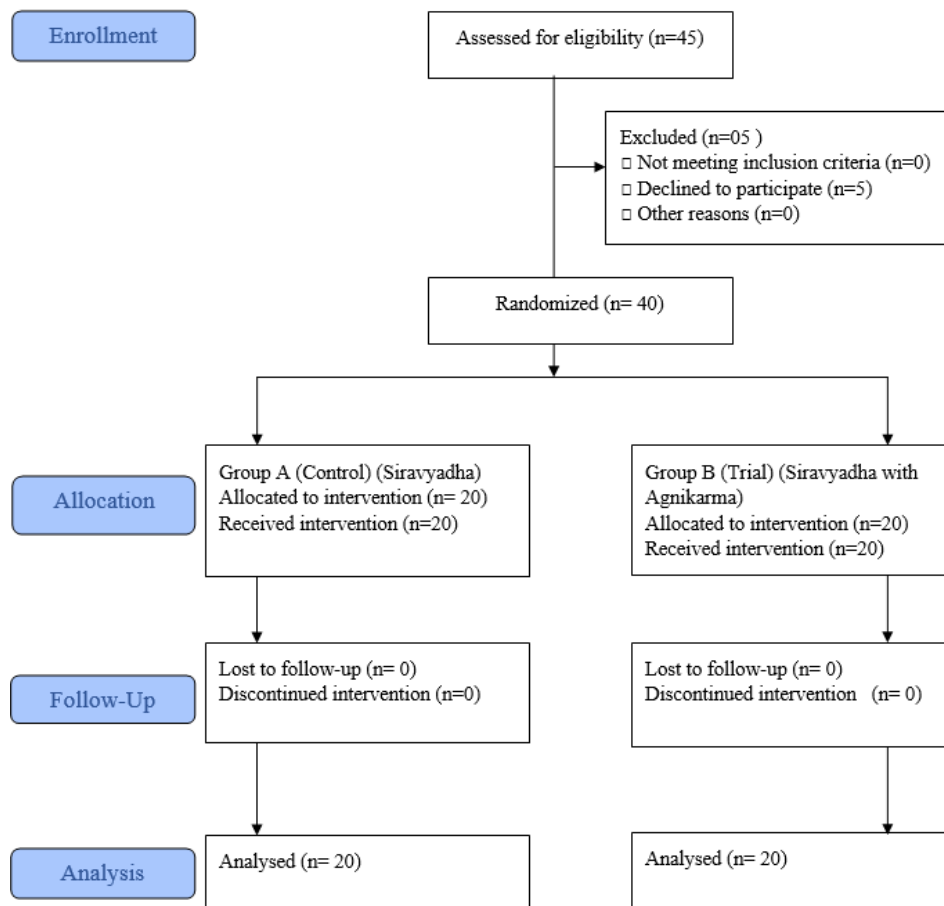 Enrollment
Assessed for eligibility (n=45)
Excluded (n=05 )
□ Not meeting inclusion criteria (n=0)
□ Declined to participate (n=5)
□ Other reasons (n=0)
Randomized (n= 40)
Allocation
Group A (Control) (Siravyadha)
Allocated to intervention (n= 20)
Received intervention (n=20)
Group B (Trial) (Siravyadha with
Agnikarma)
Allocated to intervention (n=20)
Received intervention (n=20)
Follow-Up
Lost to follow-up (n= 0)
Discontinued intervention (n=0)
Lost to follow-up (n= 0)
Discontinued intervention (n= 0)
Analysis
Analysed (n= 20)
Analysed (n= 20)